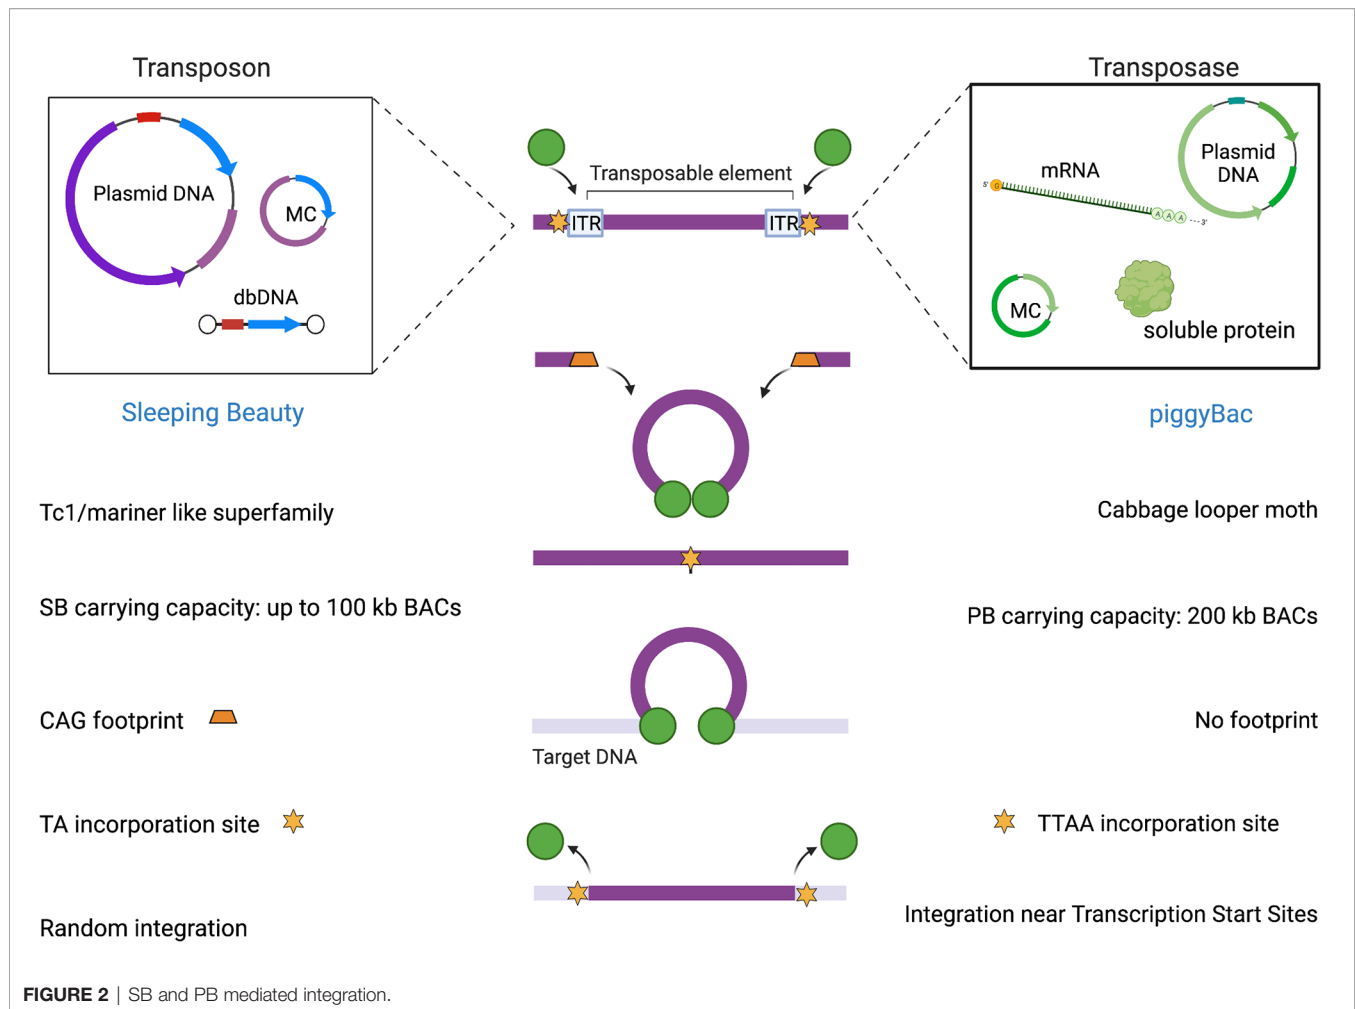 Transposon
Transposase
Plasmid DNA
MC
dbDNA
Transposable element
ITR
ITR
mRNA
5'
G
A A A
3'
Plasmid
DNA
MC
soluble protein
Sleeping Beauty
piggyBac
Tc1/mariner like superfamily
Cabbage looper moth
SB carrying capacity: up to 100 kb BACs
PB carrying capacity: 200 kb BACs
CAG footprint
No footprint
Target DNA
TA incorporation site
TTAA incorporation site
Random integration
Integration near Transcription Start Sites
FIGURE 2 | SB and PB mediated integration.